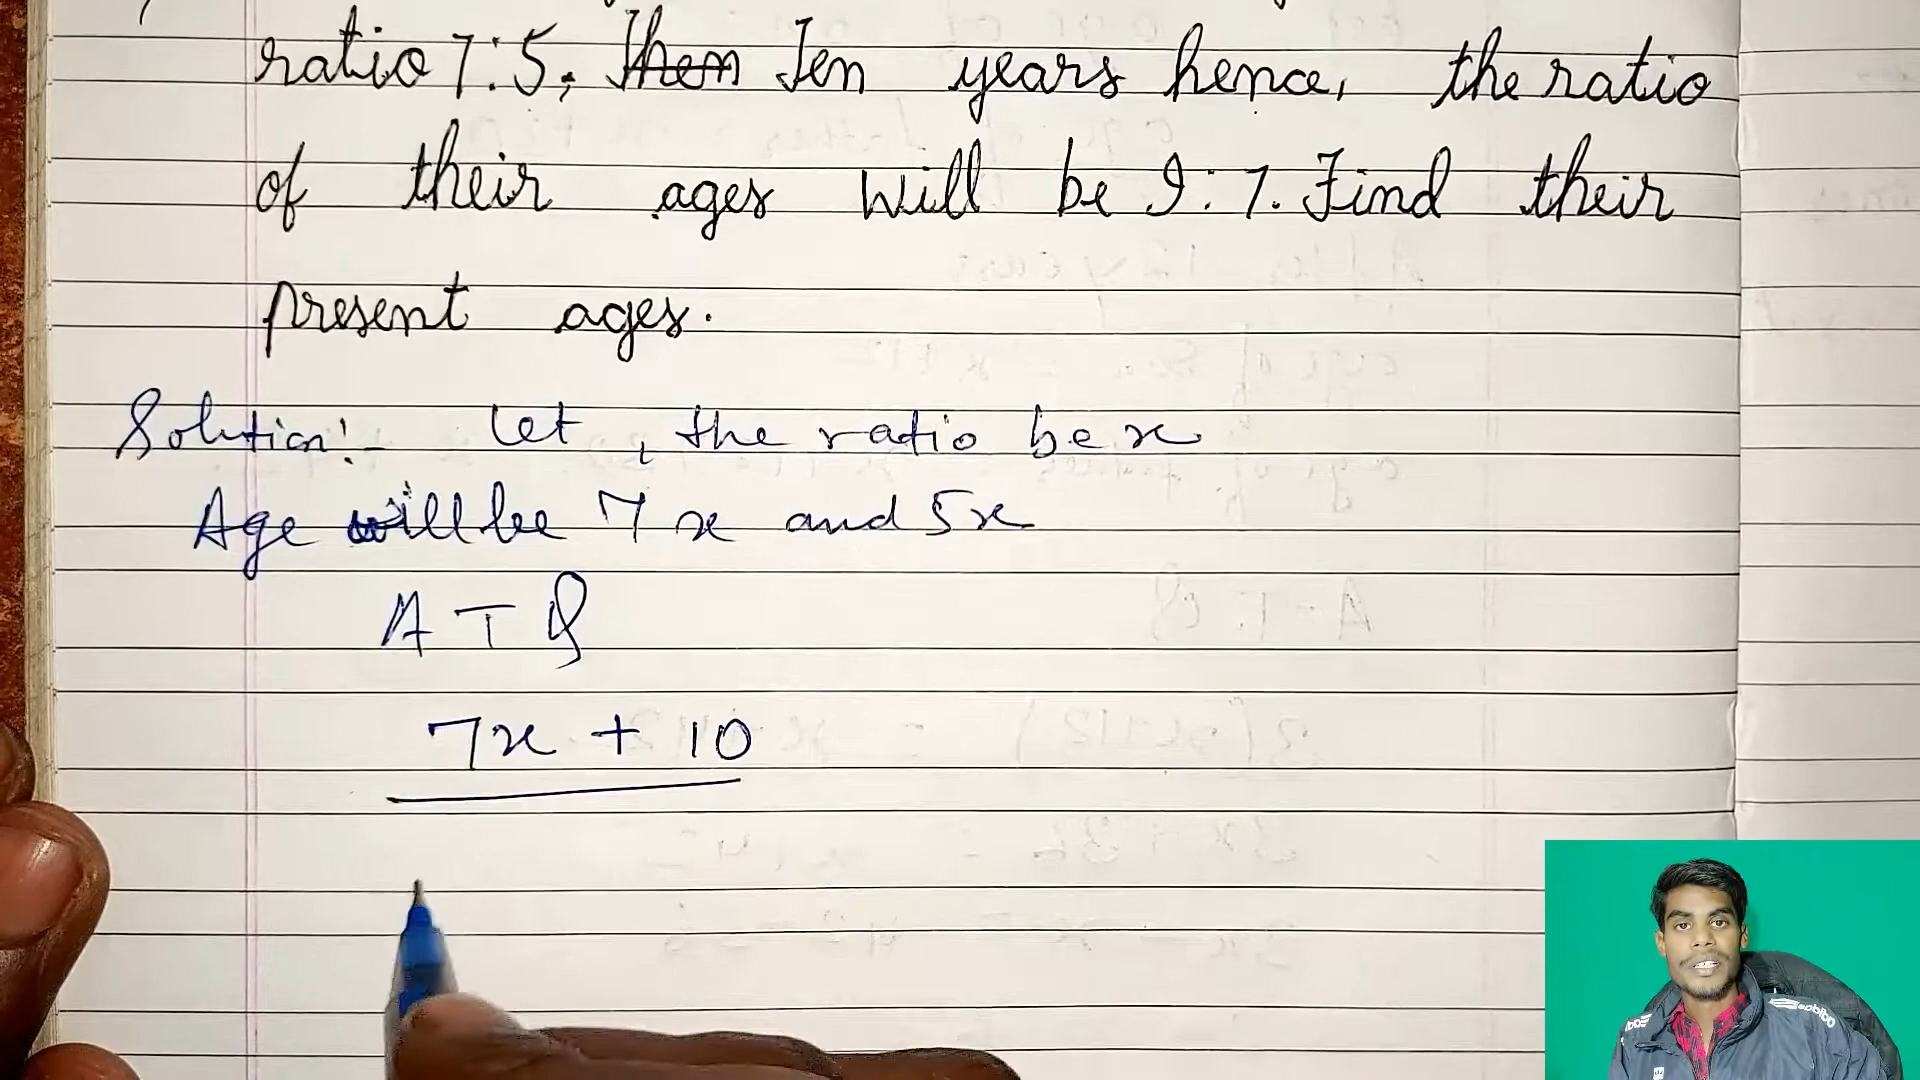 ratio 7:5, Then Ten years hence, the ratio
of their ages will be 9:7. Find their
present ages.
Solution:- Let, the ratio be x
Age will be 7x and 5x
ATQ
7x + 10